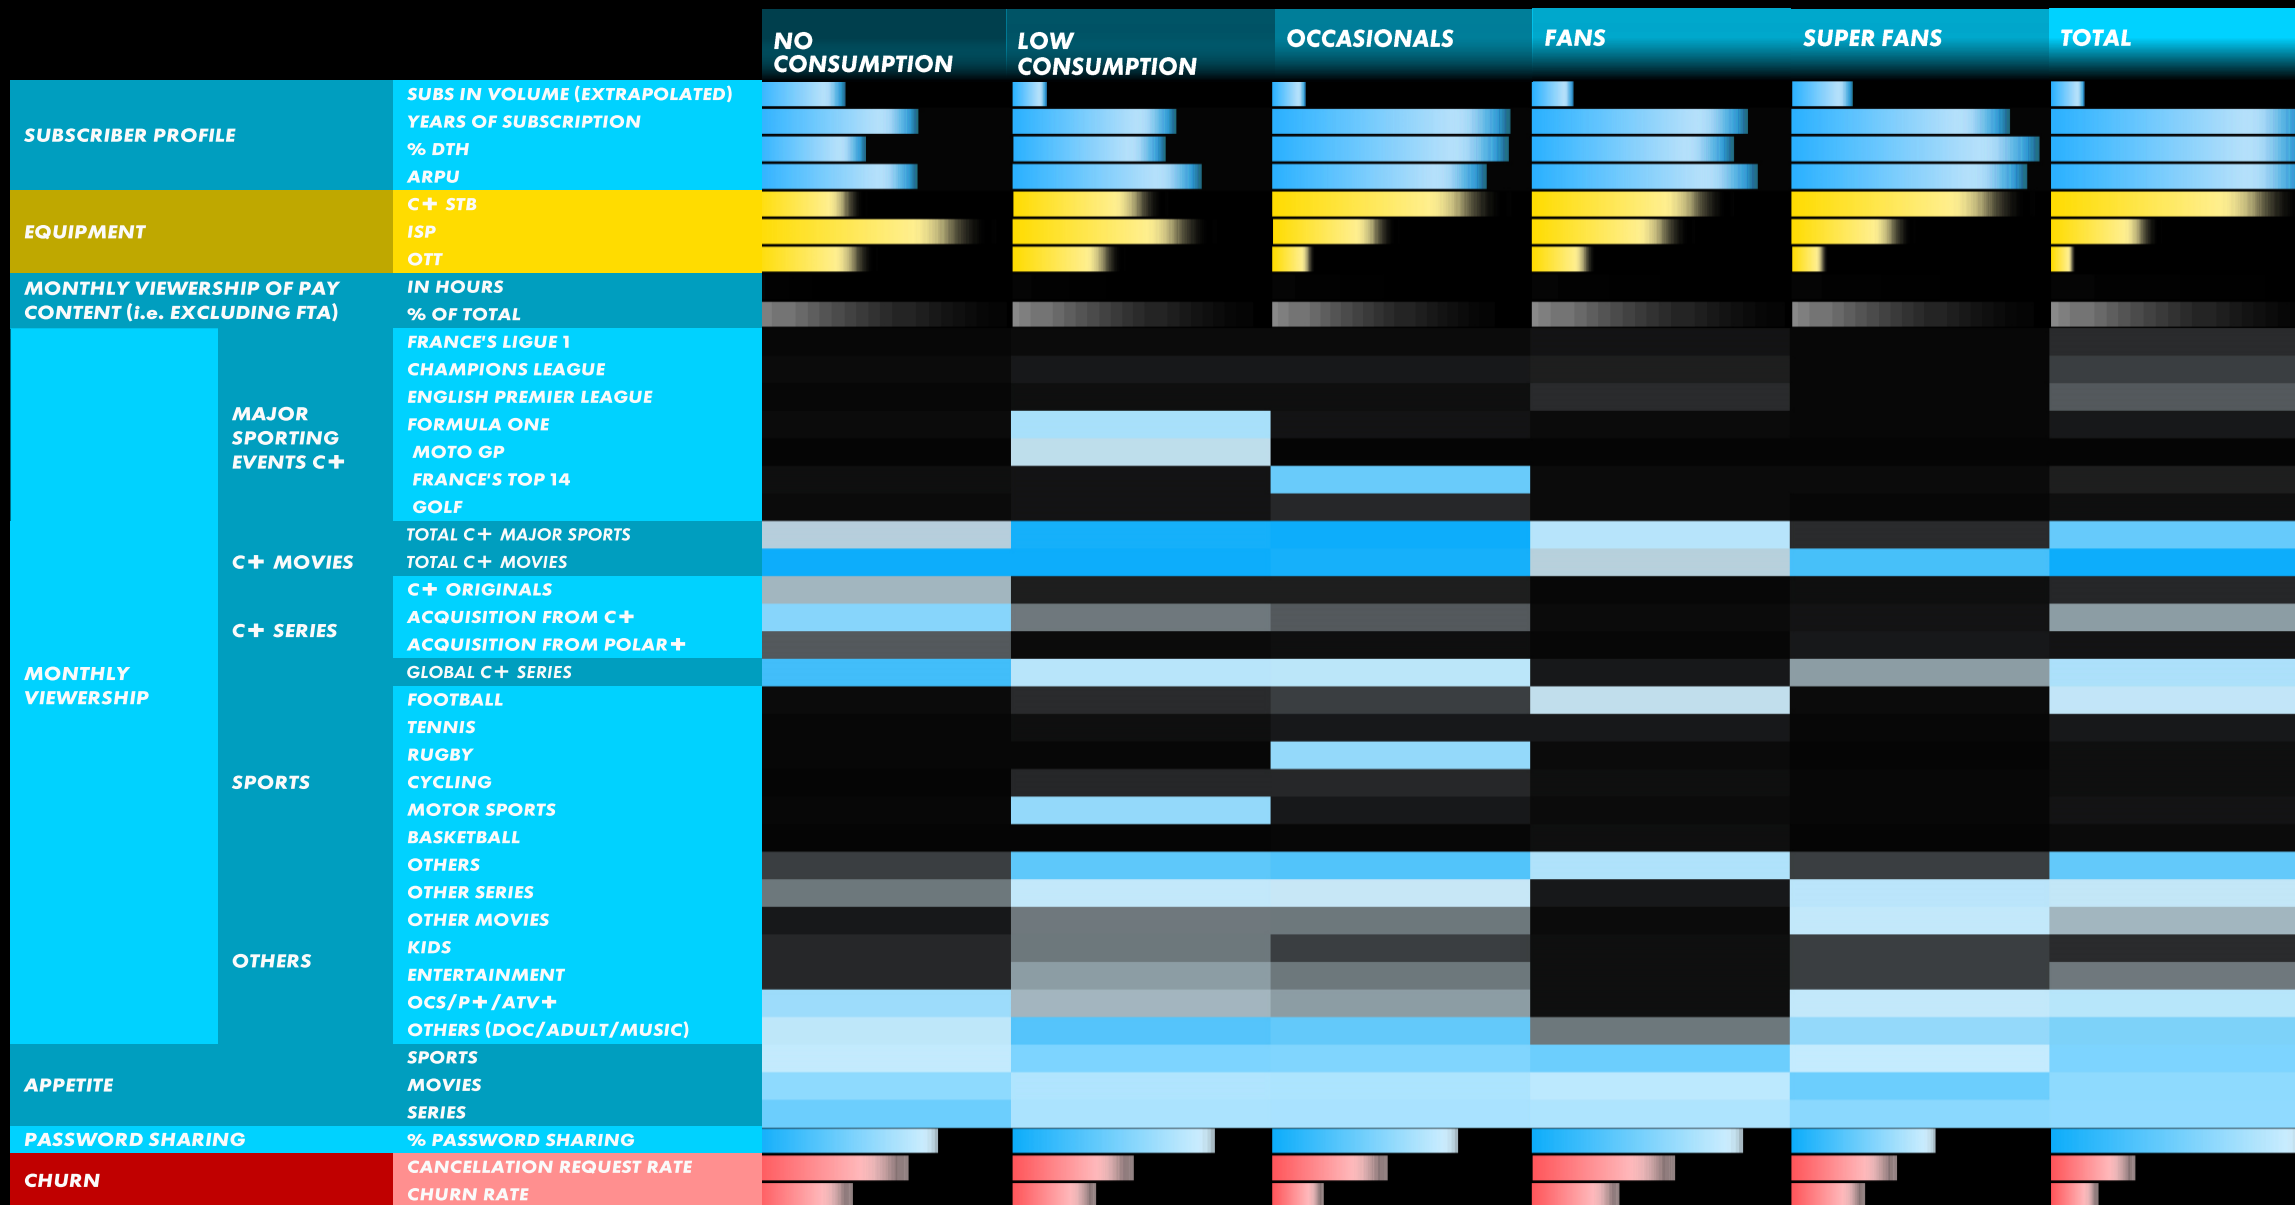 NO
CONSUMPTION
LOW
CONSUMPTION
OCCASIONALS
FANS
SUPER FANS
TOTAL
SUBSCRIBER PROFILE
SUBS IN VOLUME (EXTRAPOLATED)
YEARS OF SUBSCRIPTION
% DTH
ARPU
EQUIPMENT
C+ STB
ISP
OTT
MONTHLY VIEWERSHIP OF PAY
CONTENT (i.e. EXCLUDING FTA)
IN HOURS
% OF TOTAL
MONTHLY
VIEWERSHIP
MAJOR
SPORTING
EVENTS C+
FRANCE'S LIGUE 1
CHAMPIONS LEAGUE
ENGLISH PREMIER LEAGUE
FORMULA ONE
MOTO GP
FRANCE'S TOP 14
GOLF
TOTAL C+ MAJOR SPORTS
C+ MOVIES
TOTAL C+ MOVIES
C+ SERIES
C+ ORIGINALS
ACQUISITION FROM C+
ACQUISITION FROM POLAR+
GLOBAL C+ SERIES
SPORTS
FOOTBALL
TENNIS
RUGBY
CYCLING
MOTOR SPORTS
BASKETBALL
OTHERS
OTHERS
OTHER SERIES
OTHER MOVIES
KIDS
ENTERTAINMENT
OCS/P+/ATV+
OTHERS (DOC/ADULT/MUSIC)
APPETITE
SPORTS
MOVIES
SERIES
PASSWORD SHARING
% PASSWORD SHARING
CHURN
CANCELLATION REQUEST RATE
CHURN RATE